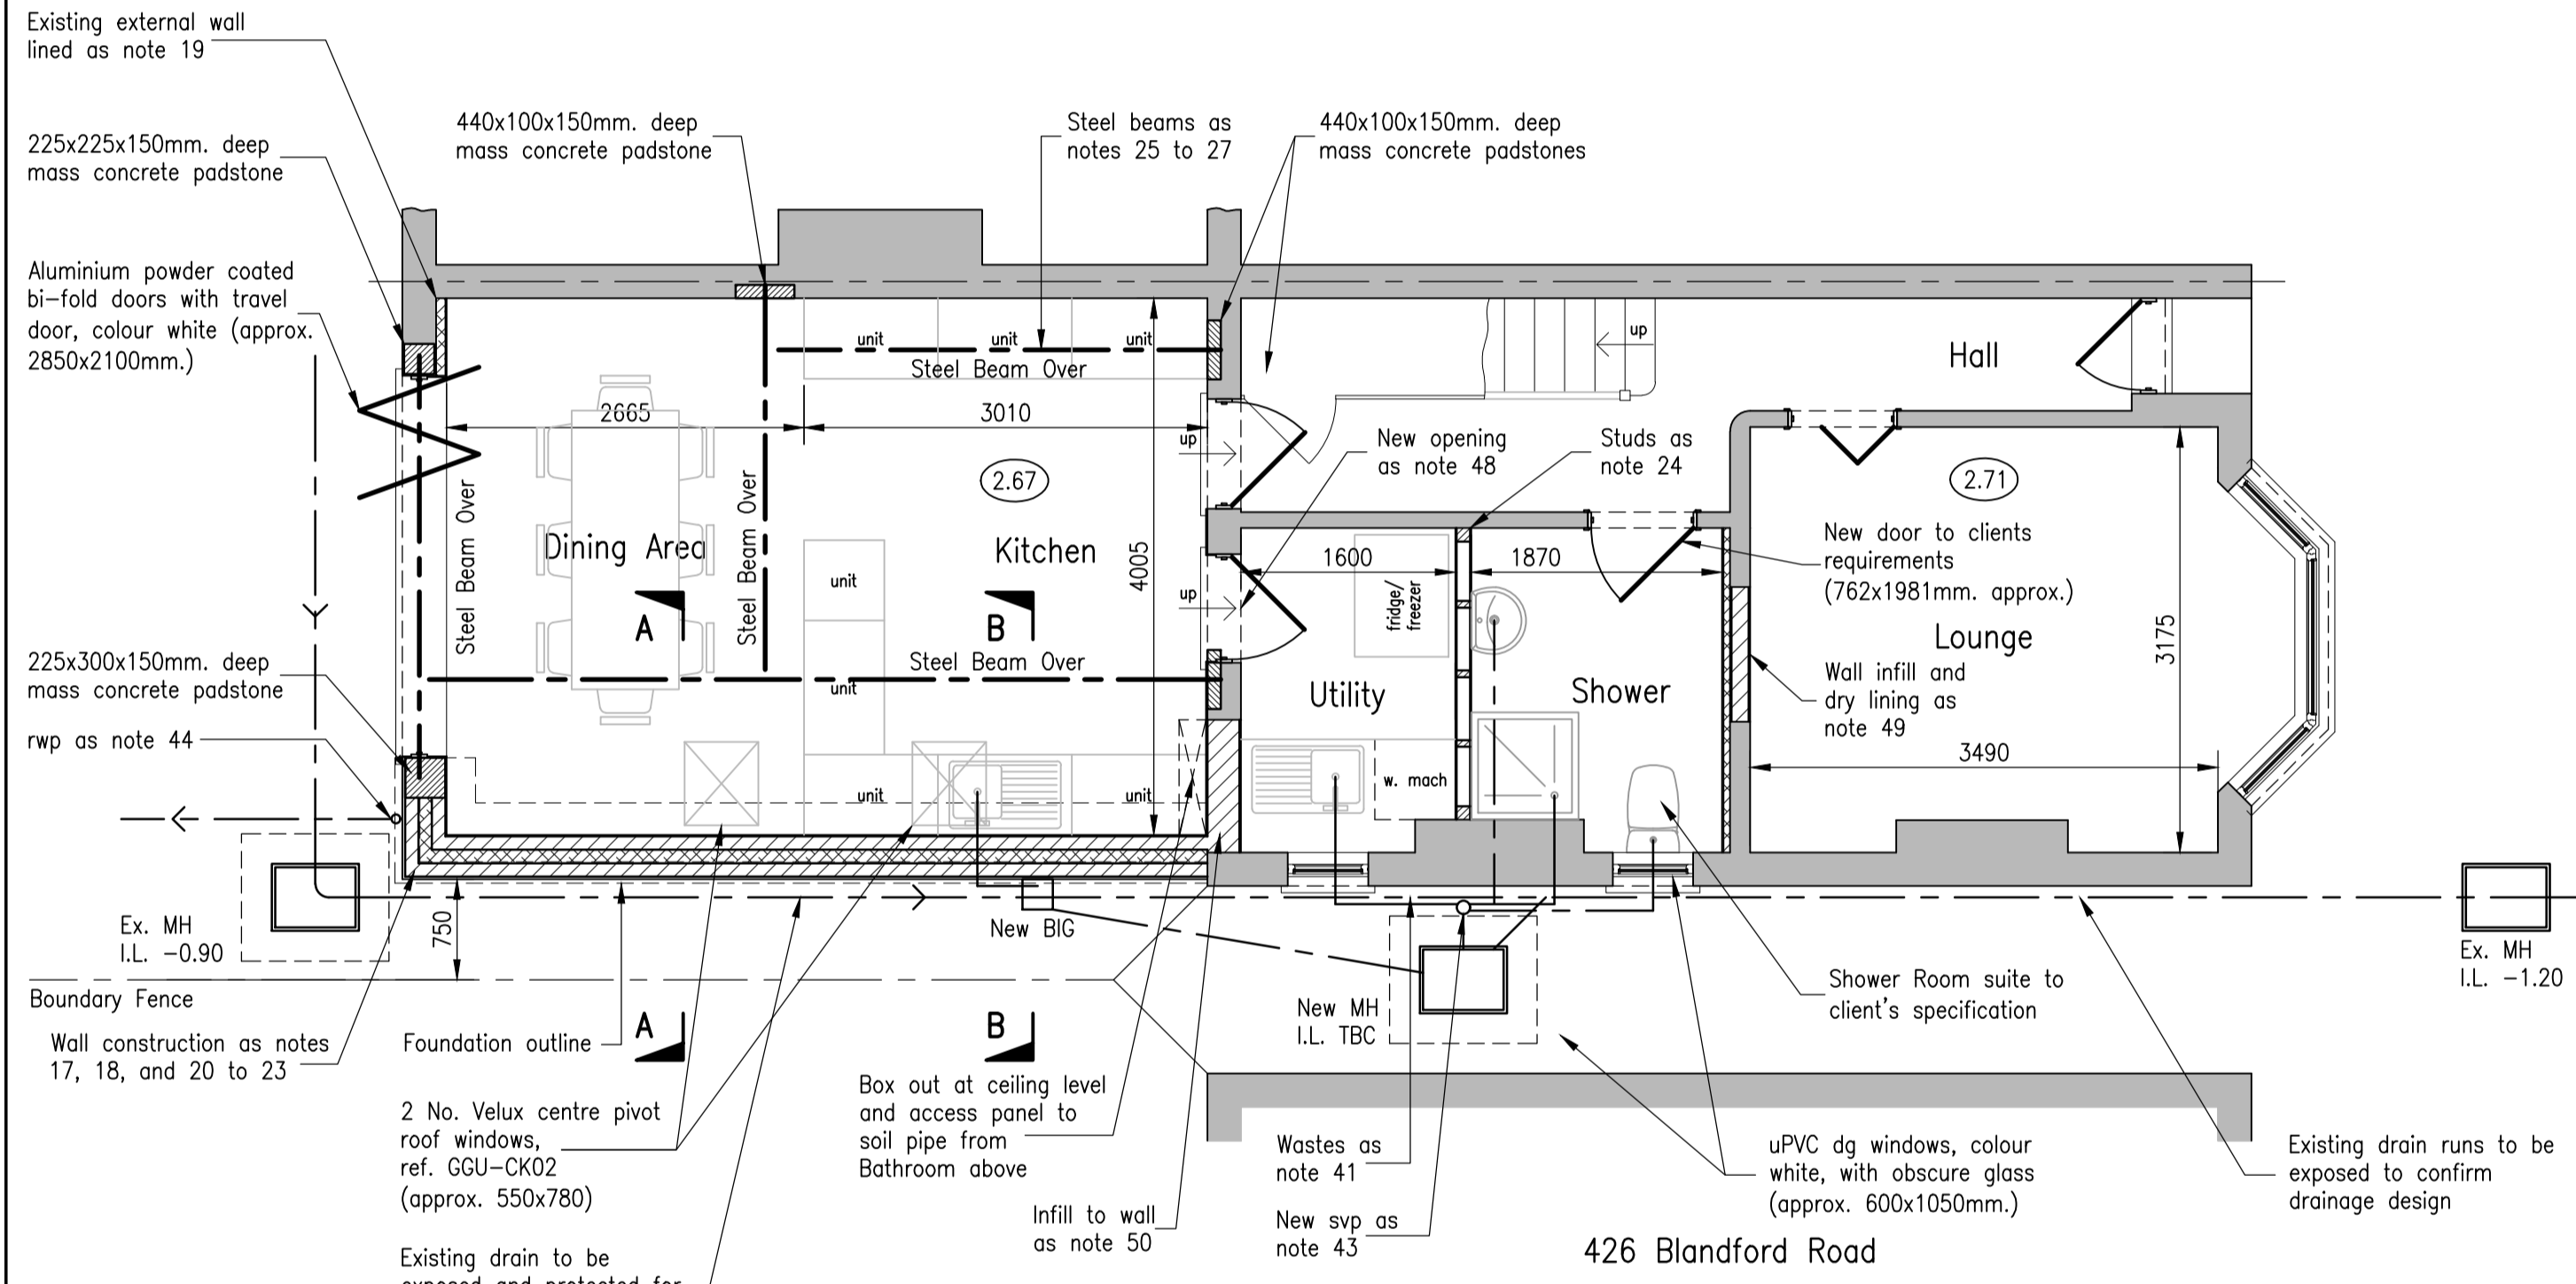 Existing external wall
lined as note 19
225x225x150mm. deep
mass concrete padstone
440x100x150mm. deep
mass concrete padstone
Steel beams as
notes 25 to 27
440x100x150mm. deep
mass concrete padstones
Aluminium powder coated
bi-fold doors with travel
door, colour white (approx.
2850x2100mm.)
unit
unit
unit
Steel Beam Over
up
Hall
2665
3010
up
New opening
as note 48
Studs as
note 24
2.67
2.71
Steel Beam Over
Steel Beam Over
Dining Area
Kitchen
4005
1600
1870
New door to clients
requirements
(762x1981mm. approx.)
unit
up
fridge/
freezer
A
B
Lounge
3175
225x300x150mm. deep
mass concrete padstone
Steel Beam Over
unit
Utility
Shower
Wall infill and
dry lining as
note 49
rwp as note 44
3490
unit
unit
w. mach
Ex. MH
I.L. -0.90
750
New BIG
Boundary Fence
Wall construction as notes
17, 18, and 20 to 23
Foundation outline
A
B
New MH
I.L. TBC
Shower Room suite to
client's specification
Ex. MH
I.L. -1.20
2 No. Velux centre pivot
roof windows,
ref. GGU-CK02
(approx. 550x780)
Box out at ceiling level
and access panel to
soil pipe from
Bathroom above
Infill to wall
as note 50
Wastes as
note 41
New svp as
note 43
uPVC dg windows, colour
white, with obscure glass
(approx. 600x1050mm.)
Existing drain runs to be
exposed to confirm
drainage design
Existing drain to be
exposed and protected for
426 Blandford Road